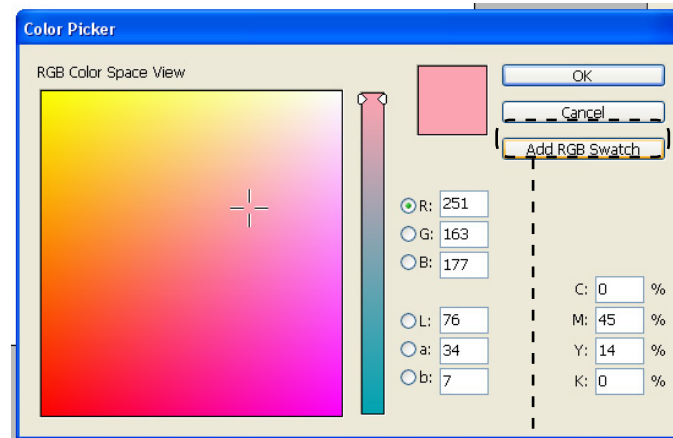 Color Picker
RGB Color Space View
OK
Cancel
Add RGB Swatch
R: 251
G: 163
B: 177
C: 0 %
L: 76
M: 45 %
a: 34
Y: 14 %
b: 7
K: 0 %